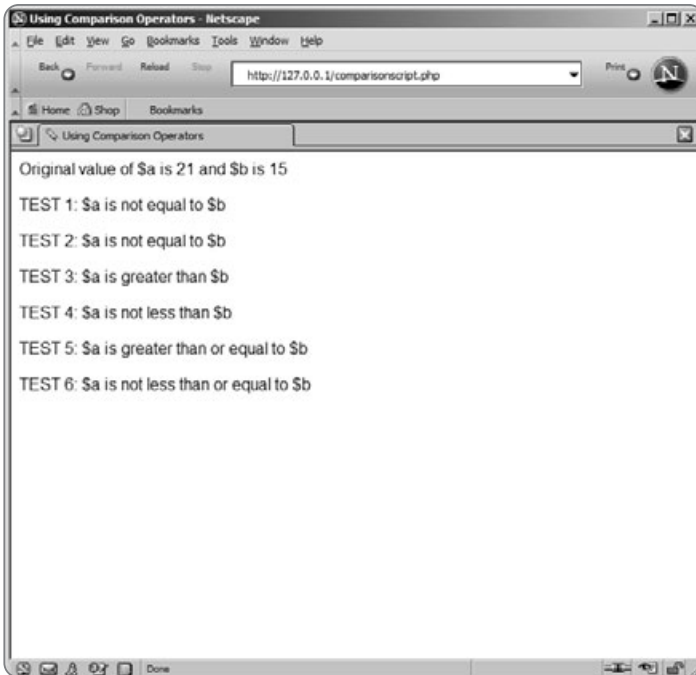 Using Comparison Operators - Netscape
File Edit View Go Bookmarks Tools Window Help
Back Forward Reload Stop http://127.0.0.1/comparisonscript.php Print N
Home Shop Bookmarks
Using Comparison Operators
Original value of $a is 21 and $b is 15
TEST 1: $a is not equal to $b
TEST 2: $a is not equal to $b
TEST 3: $a is greater than $b
TEST 4: $a is not less than $b
TEST 5: $a is greater than or equal to $b
TEST 6: $a is not less than or equal to $b
Done